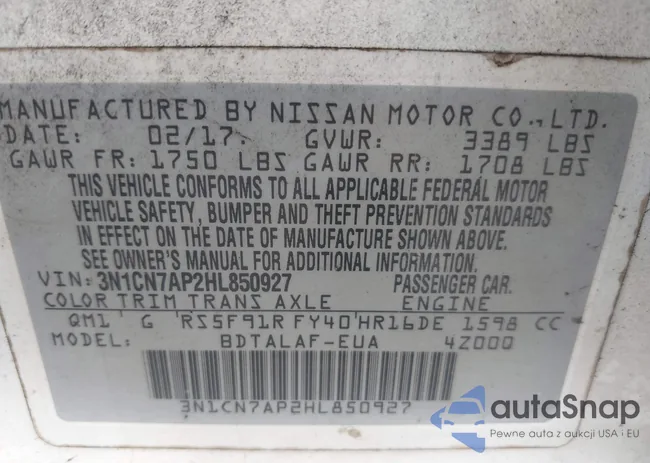 MANUFACTURED BY NISSAN MOTOR CO., LTD.
DATE: 02/17. GVWR: 3389 LBS
GAWR FR: 1750 LBS GAWR RR: 1708 LBS
THIS VEHICLE CONFORMS TO ALL APPLICABLE FEDERAL MOTOR
VEHICLE SAFETY, BUMPER AND THEFT PREVENTION STANDARDS
IN EFFECT ON THE DATE OF MANUFACTURE SHOWN ABOVE.
SEE OWNER'S MANUAL FOR ADDITIONAL INFORMATION.
VIN: 3N1CN7AP2HL850927 PASSENGER CAR.
COLOR TRIM TRANS AXLE ENGINE
QM1 G RS5F91R FY40 HR16DE 1598 CC
MODEL: BDTALAF-EUA 4Z000
3N1CN7AP2HL850927
autoSnap
Pewne auta z aukcji USA i EU